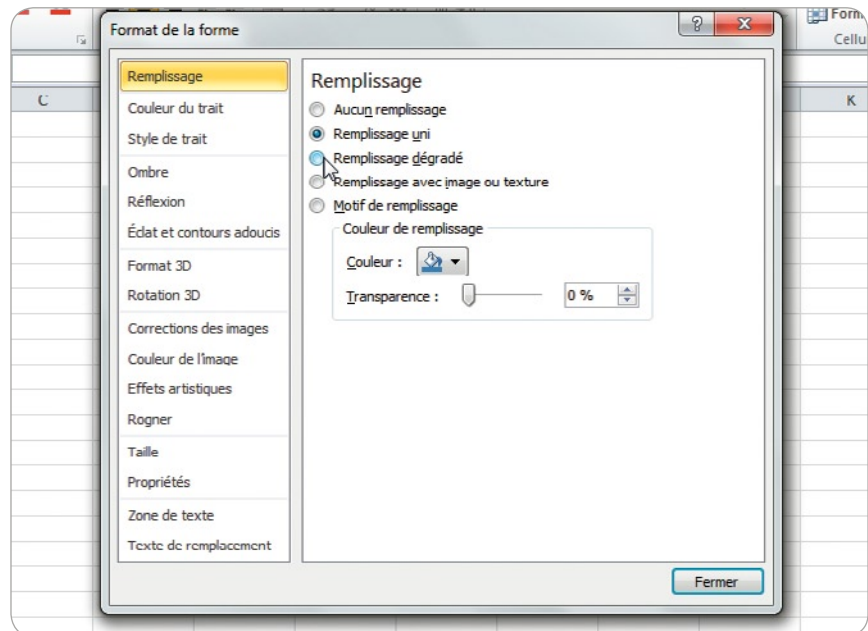 Format de la forme
Form
Cellu
C
K
Remplissage
Couleur du trait
Style de trait
Ombre
Réflexion
Éclat et contours adoucis
Format 3D
Rotation 3D
Corrections des images
Couleur de l'image
Effets artistiques
Rogner
Taille
Propriétés
Zone de texte
Texte de remplacement
Remplissage
Aucun remplissage
Remplissage uni
Remplissage dégradé
Remplissage avec image ou texture
Motif de remplissage
Couleur de remplissage
Couleur :
Transparence :
0 %
Fermer